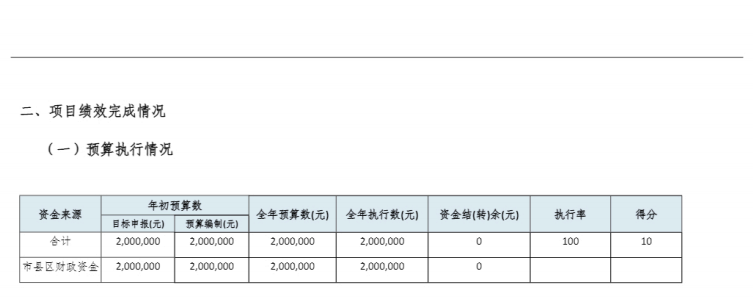 二、项目绩效完成情况
（一）预算执行情况
资金来源 年初预算数 全年预算数(元) 全年执行数(元) 资金结(转)余(元) 执行率 得分
目标申报(元) 预算编制(元)
合计 2,000,000 2,000,000 2,000,000 2,000,000 0 100 10
市县区财政资金 2,000,000 2,000,000 2,000,000 2,000,000 0